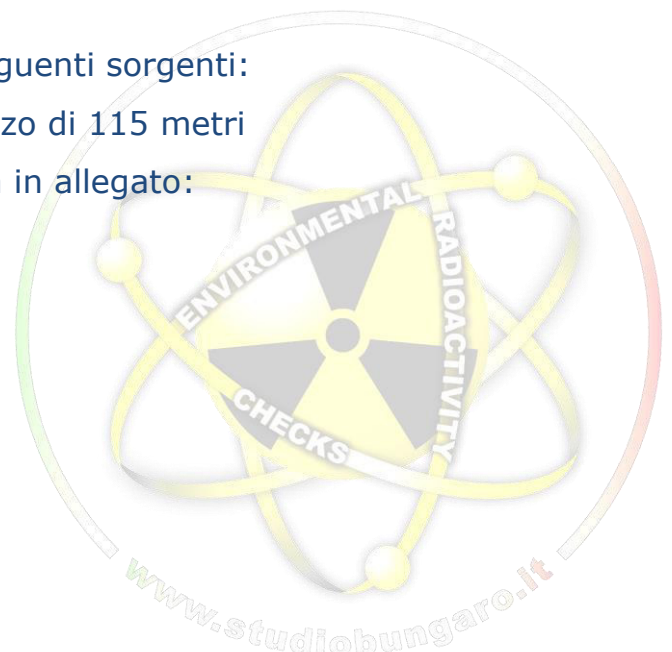 guenti sorgenti:
zo di 115 metri
in allegato:
ENVIRONMENTAL
RADIOACTIVITY
CHECKS
www.studiobungaro.it